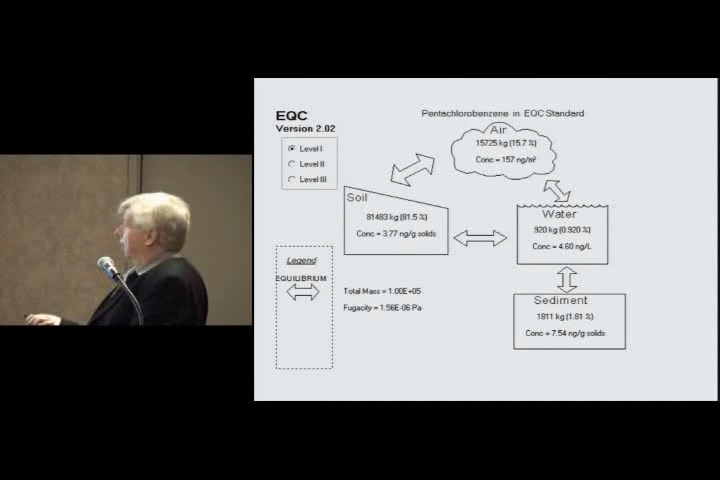 EQC
Version 2.02
Level I
Level II
Level III
Pentachlorobenzene in EQC Standard
Air
15725 kg (15.7 %)
Conc = 157 ng/m³
Soil
81483 kg (81.5 %)
Conc = 3.77 ng/g solids
Water
920 kg (0.920 %)
Conc = 4.60 ng/L
Legend
EQUILIBRIUM
Total Mass = 1.00E+05
Fugacity = 1.56E-06 Pa
Sediment
1811 kg (1.81 %)
Conc = 7.54 ng/g solids